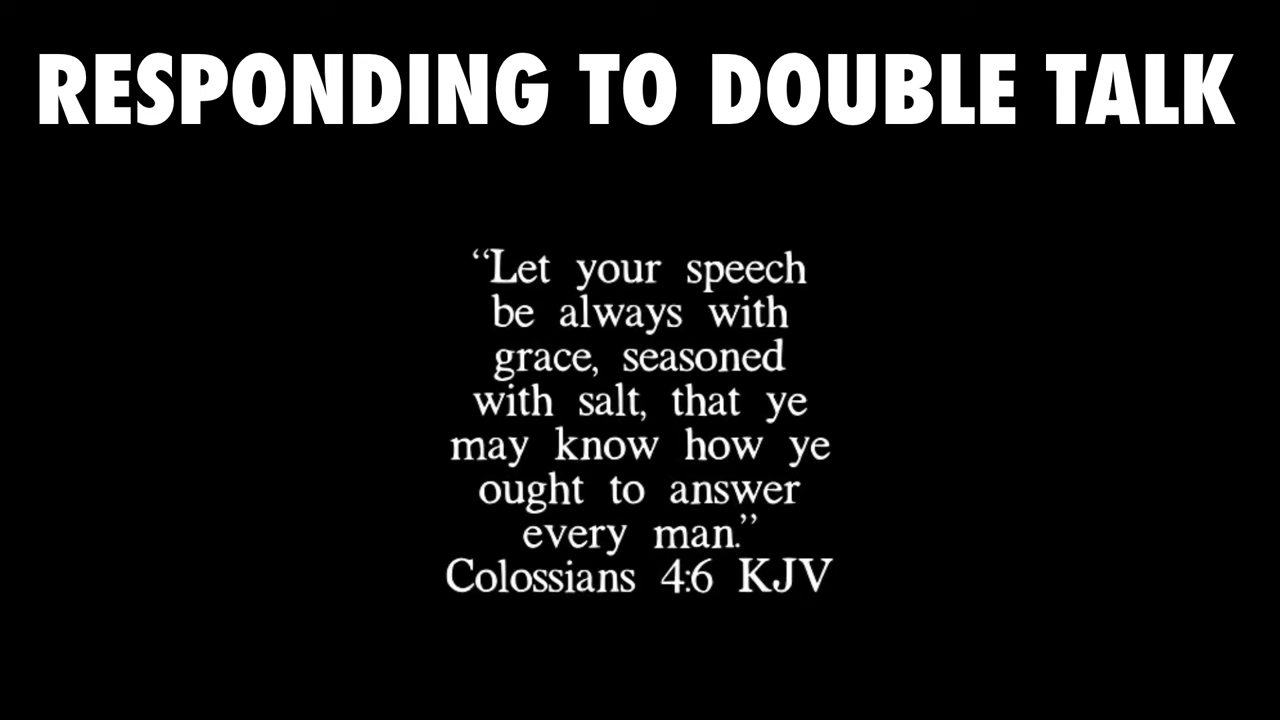 RESPONDING TO DOUBLE TALK
“Let your speech
be always with
grace, seasoned
with salt, that ye
may know how ye
ought to answer
every man.”
Colossians 4:6 KJV